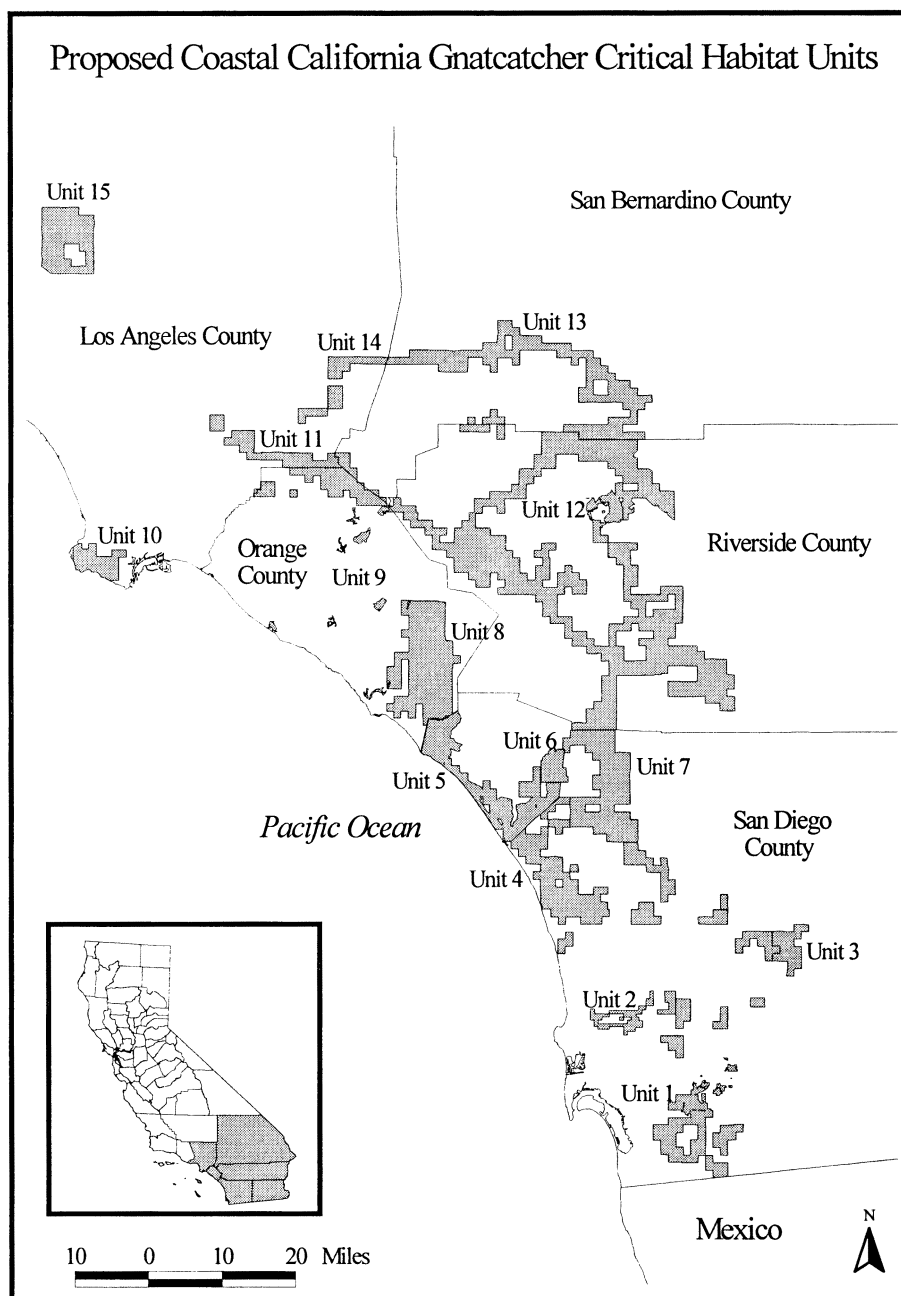 Proposed Coastal California Gnatcatcher Critical Habitat Units
Unit 15
San Bernardino County
Los Angeles County
Unit 14
Unit 13
Unit 11
Unit 12
Unit 10
Orange
County
Riverside County
Unit 9
Unit 8
Unit 6
Unit 7
Unit 5
Pacific Ocean
San Diego
County
Unit 4
Unit 3
Unit 2
Unit 1
Mexico
N
10 0 10 20 Miles